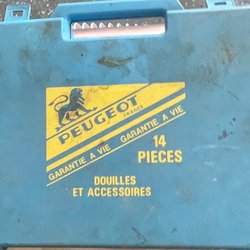 PEUGEOT
FRANCE
GARANTIE A VIE GARANTIE A VIE
14
PIECES
DOUILLES
ET ACCESSOIRES